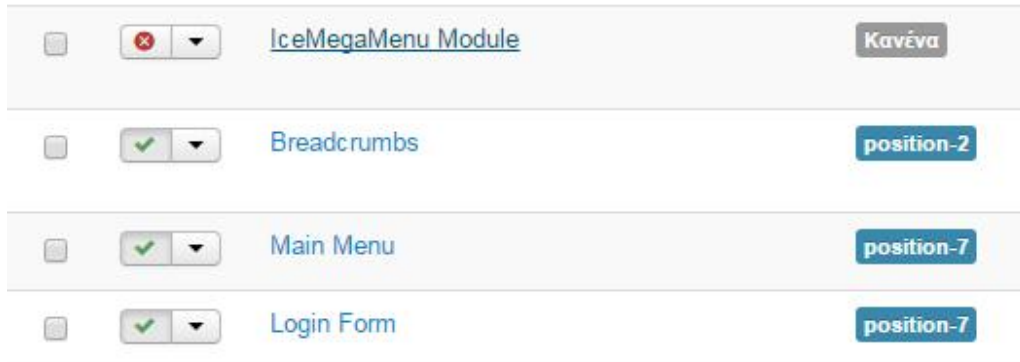 IceMegaMenu Module Κανένα
Breadcrumbs position-2
Main Menu position-7
Login Form position-7